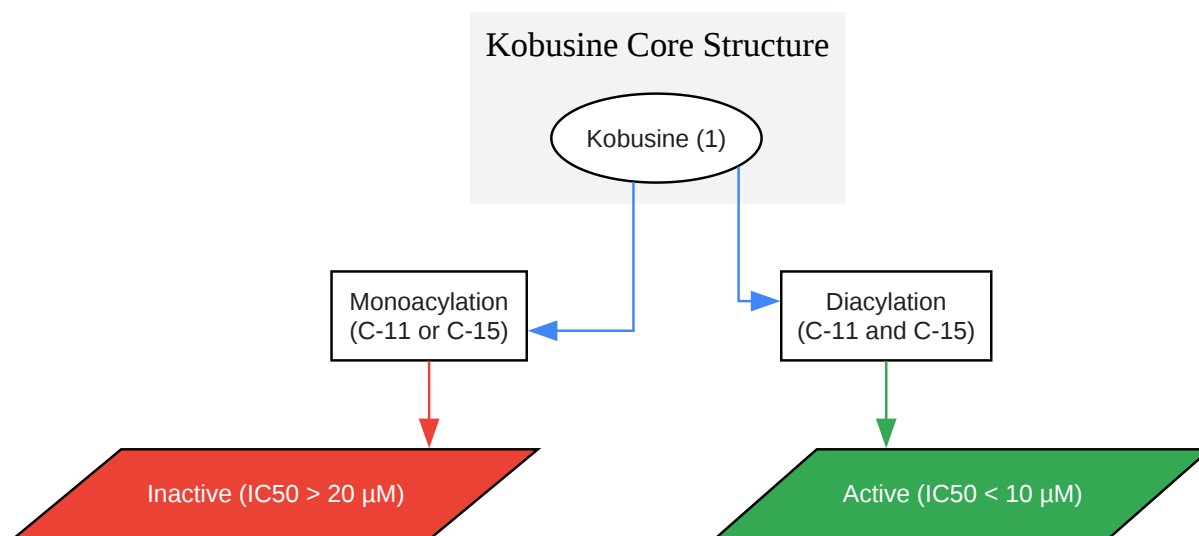 Kobusine Core Structure
Kobusine (1)
Monoacylation
(C-11 or C-15)
Diacylation
(C-11 and C-15)
Inactive (IC50 > 20 µM)
Active (IC50 < 10 µM)